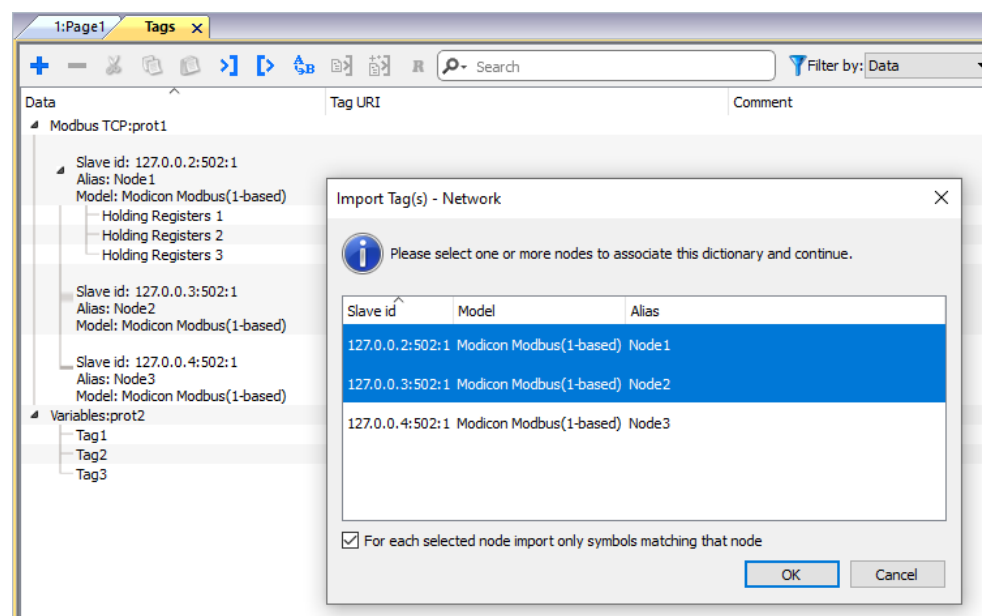 1:Page1 Tags
R Search Filter by: Data
Data Tag URI Comment
Modbus TCP:prot1
Slave id: 127.0.0.2:502:1
Alias: Node1
Model: Modicon Modbus(1-based)
Holding Registers 1
Holding Registers 2
Holding Registers 3
Slave id: 127.0.0.3:502:1
Alias: Node2
Model: Modicon Modbus(1-based)
Slave id: 127.0.0.4:502:1
Alias: Node3
Model: Modicon Modbus(1-based)
Variables:prot2
Tag1
Tag2
Tag3
Import Tag(s) - Network
Please select one or more nodes to associate this dictionary and continue.
Slave id Model Alias
127.0.0.2:502:1 Modicon Modbus(1-based) Node1
127.0.0.3:502:1 Modicon Modbus(1-based) Node2
127.0.0.4:502:1 Modicon Modbus(1-based) Node3
For each selected node import only symbols matching that node
OK Cancel